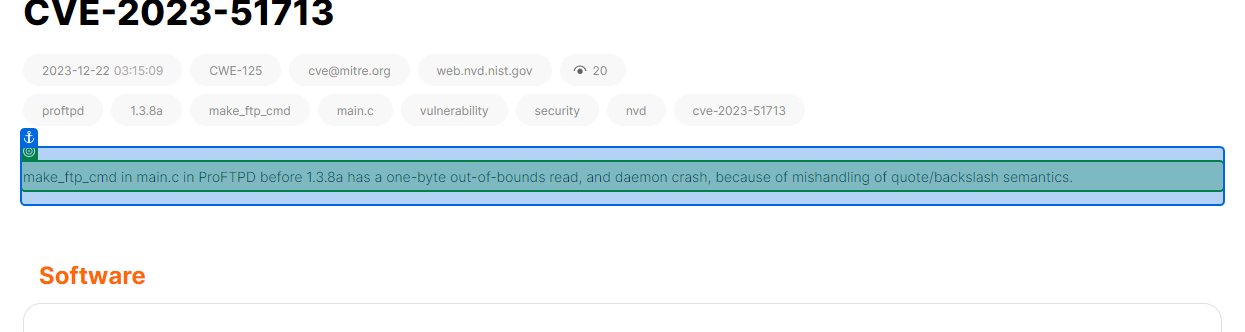 CVE-2023-51713
2023-12-22 03:15:09 CWE-125 cve@mitre.org web.nvd.nist.gov 20
proftpd 1.3.8a make_ftp_cmd main.c vulnerability security nvd cve-2023-51713
make_ftp_cmd in main.c in ProFTPD before 1.3.8a has a one-byte out-of-bounds read, and daemon crash, because of mishandling of quote/backslash semantics.
Software